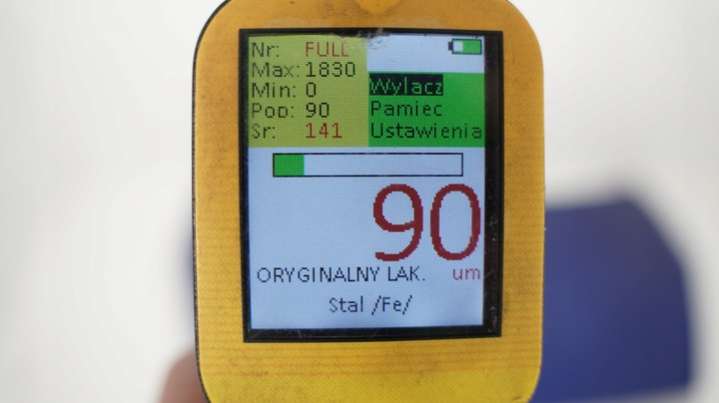 Nr: FULL
Max: 1830
Min: 0
Pop: 90
Sr: 141
Wylacz
Pamiec
Ustawienia
90
um
ORYGINALNY LAK.
Stal /Fe/